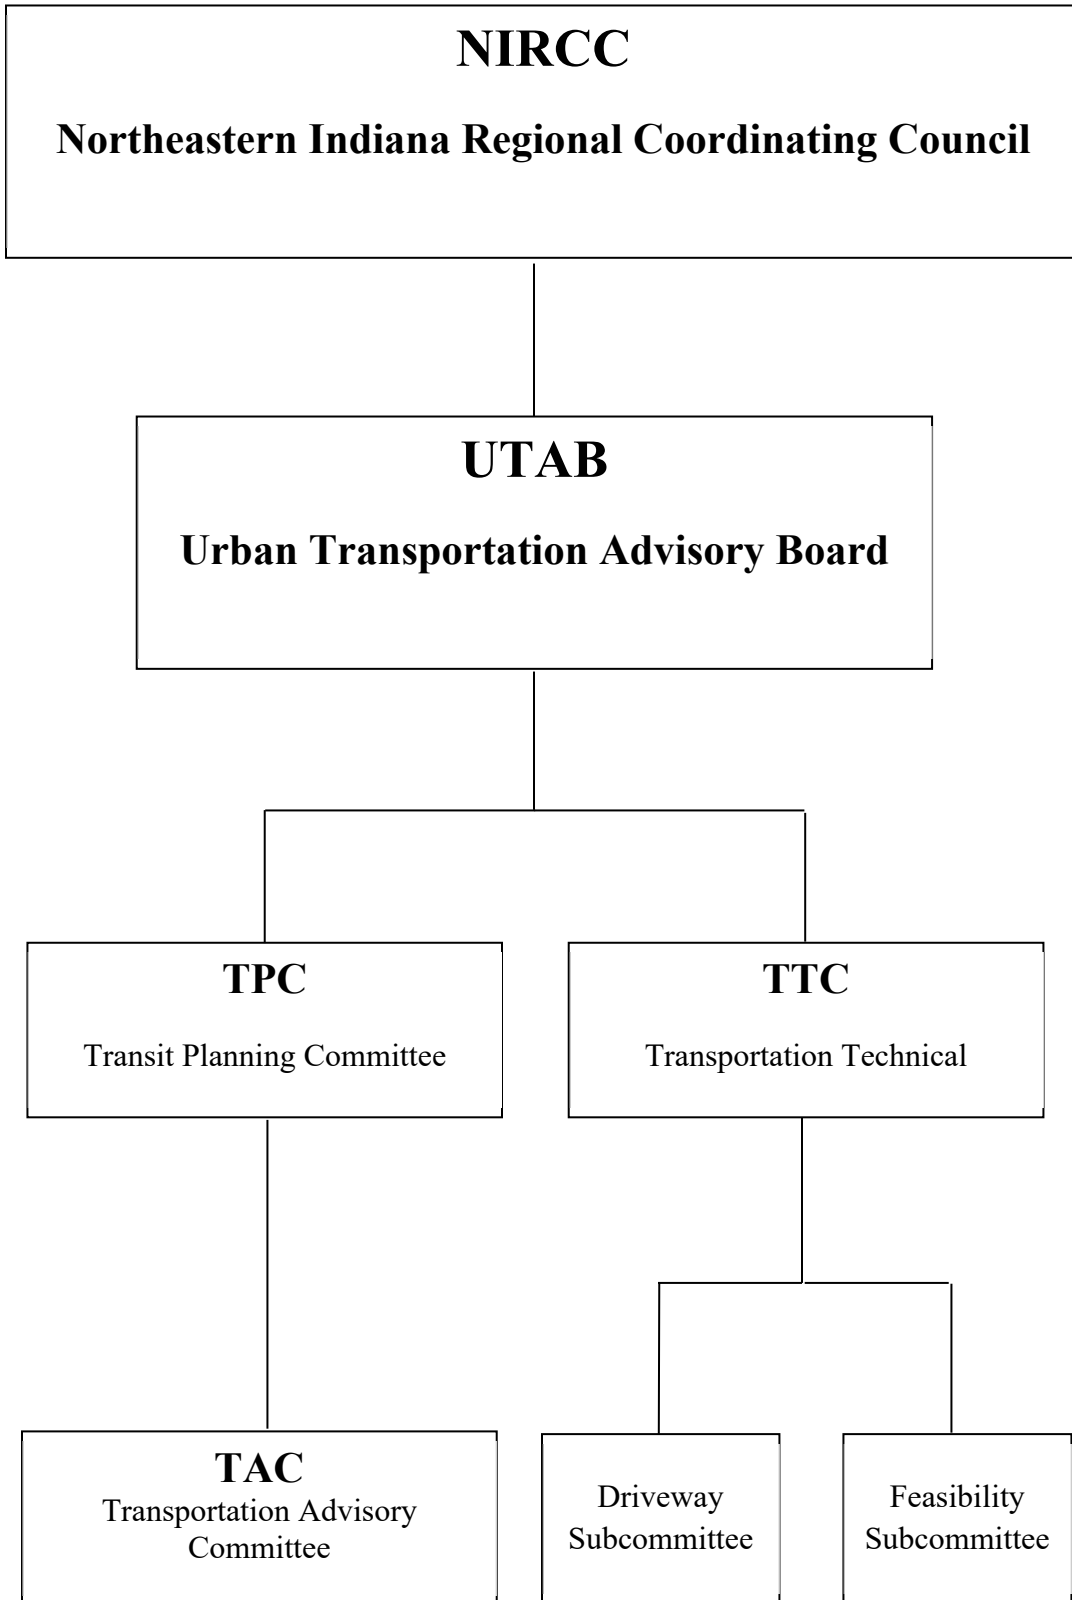 NIRCC
Northeastern Indiana Regional Coordinating Council
UTAB
Urban Transportation Advisory Board
TPC
Transit Planning Committee
TTC
Transportation Technical
TAC
Transportation Advisory
Committee
Driveway
Subcommittee
Feasibility
Subcommittee